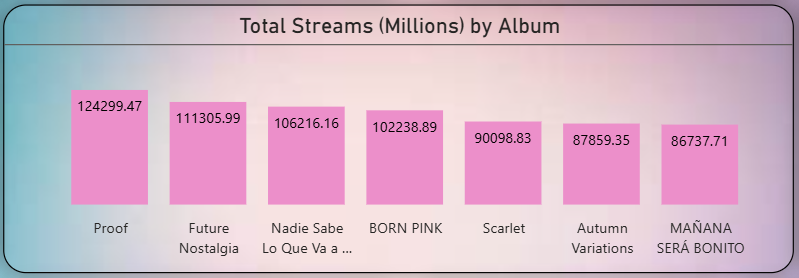 Total Streams (Millions) by Album
124299.47
111305.99
106216.16
102238.89
90098.83
87859.35
86737.71
Proof
Future
Nostalgia
Nadie Sabe
Lo Que Va a ...
BORN PINK
Scarlet
Autumn
Variations
MAÑANA
SERÁ BONITO